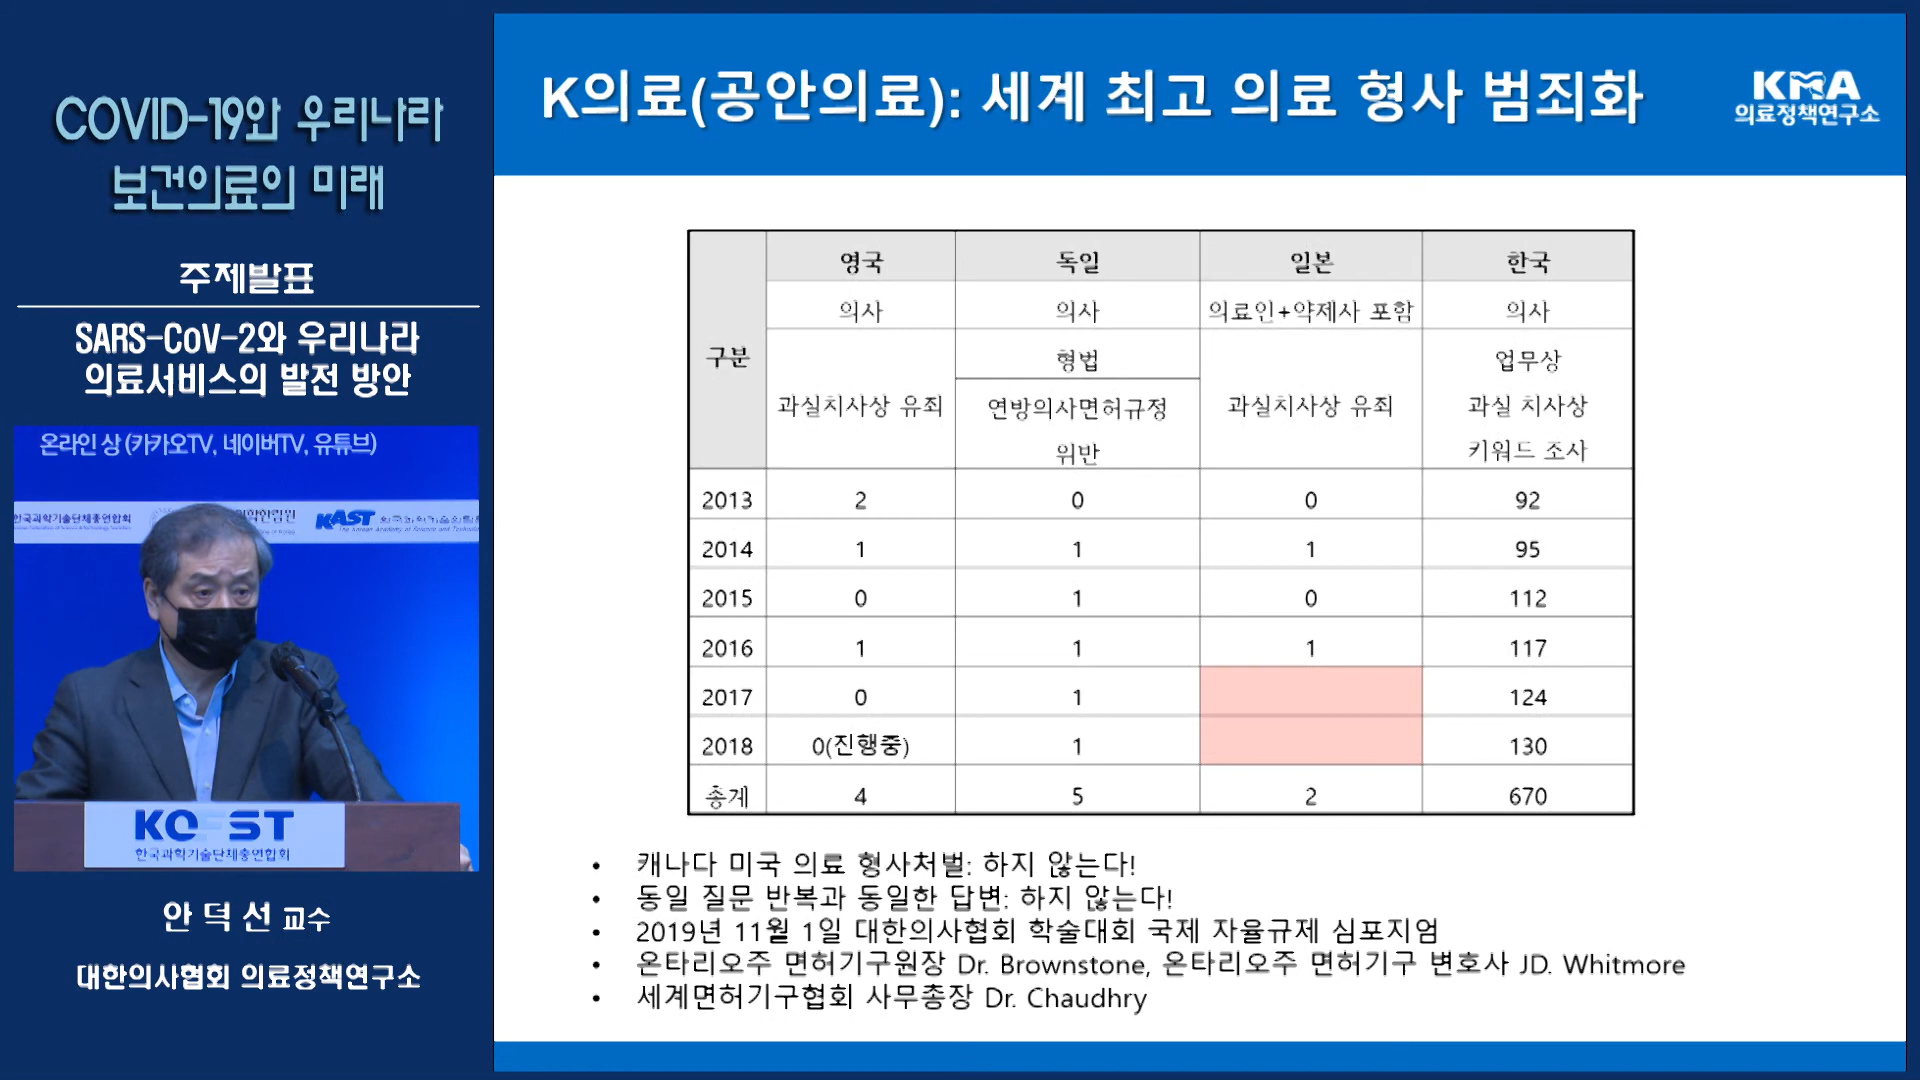 COVID-19와 우리나라
보건의료의 미래
주제발표
SARS-CoV-2와 우리나라
의료서비스의 발전 방안
온라인 상 (카카오TV, 네이버TV, 유튜브)
한국과학기술단체총연합회
의학한림원
KAST 한국과학기술한림원
The Korean Academy of Science and Technology
KOFST
한국과학기술단체총연합회
안 덕 선 교수
대한의사협회 의료정책연구소
K의료(공안의료): 세계 최고 의료 형사 범죄화
KMA
의료정책연구소
구분 영국 독일 일본 한국
의사 의사 의료인+약제사 포함 의사
과실치사상 유죄 형법 과실치사상 유죄 업무상
연방의사면허규정 과실 치사상
위반 키워드 조사
2013 2 0 0 92
2014 1 1 1 95
2015 0 1 0 112
2016 1 1 1 117
2017 0 1 124
2018 0(진행중) 1 130
총계 4 5 2 670
• 캐나다 미국 의료 형사처벌: 하지 않는다!
• 동일 질문 반복과 동일한 답변: 하지 않는다!
• 2019년 11월 1일 대한의사협회 학술대회 국제 자율규제 심포지엄
• 온타리오주 면허기구원장 Dr. Brownstone, 온타리오주 면허기구 변호사 JD. Whitmore
• 세계면허기구협회 사무총장 Dr. Chaudhry